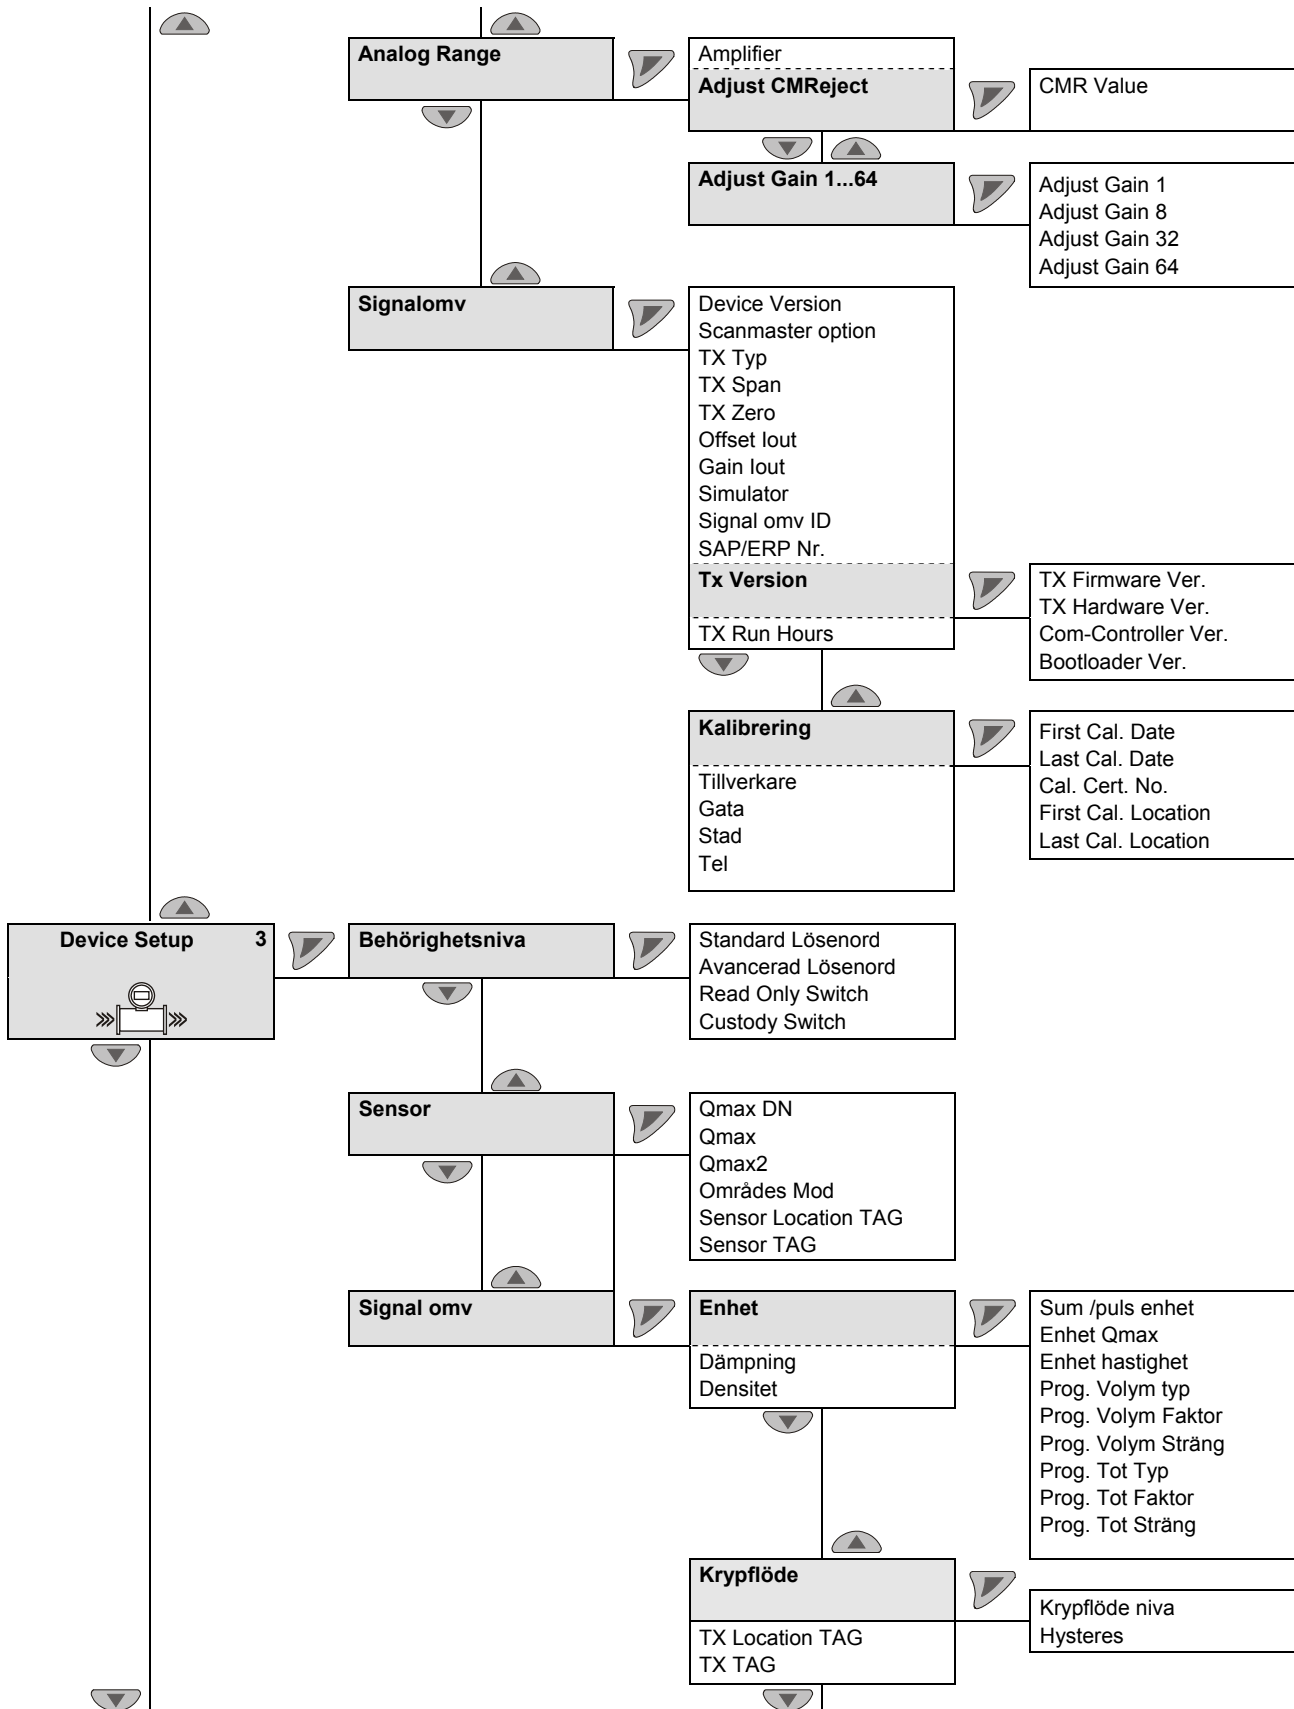 Analog Range
Amplifier
Adjust CMReject
CMR Value
Adjust Gain 1...64
Adjust Gain 1
Adjust Gain 8
Adjust Gain 32
Adjust Gain 64
Signalomv
Device Version
Scanmaster option
TX Typ
TX Span
TX Zero
Offset Iout
Gain Iout
Simulator
Signal omv ID
SAP/ERP Nr.
Tx Version
TX Run Hours
TX Firmware Ver.
TX Hardware Ver.
Com-Controller Ver.
Bootloader Ver.
Kalibrering
Tillverkare
Gata
Stad
Tel
First Cal. Date
Last Cal. Date
Cal. Cert. No.
First Cal. Location
Last Cal. Location
Device Setup 3
Behörighetsniva
Standard Lösenord
Avancerad Lösenord
Read Only Switch
Custody Switch
Sensor
Qmax DN
Qmax
Qmax2
Områdes Mod
Sensor Location TAG
Sensor TAG
Signal omv
Enhet
Dämpning
Densitet
Sum /puls enhet
Enhet Qmax
Enhet hastighet
Prog. Volym typ
Prog. Volym Faktor
Prog. Volym Sträng
Prog. Tot Typ
Prog. Tot Faktor
Prog. Tot Sträng
Krypflöde
TX Location TAG
TX TAG
Krypflöde niva
Hysteres